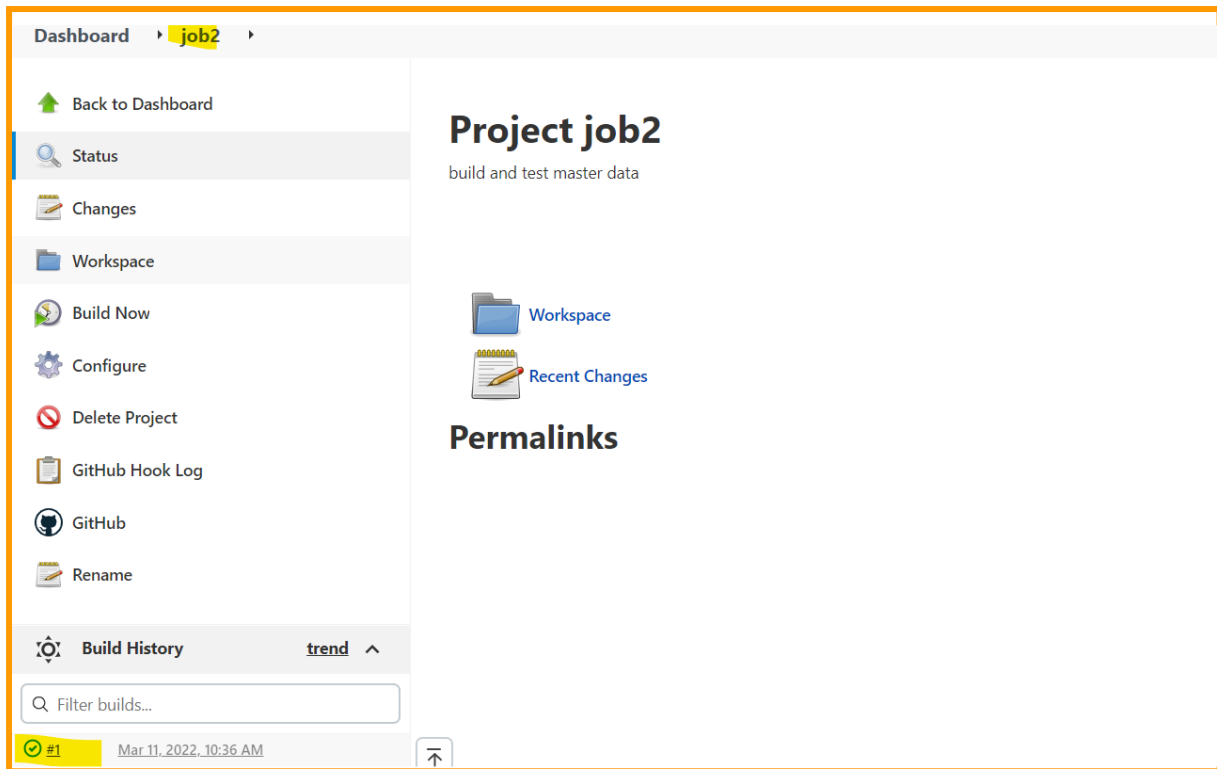 Dashboard job2
Back to Dashboard
Status
Changes
Workspace
Build Now
Configure
Delete Project
GitHub Hook Log
GitHub
Rename
Build History trend
Filter builds...
#1 Mar 11, 2022, 10:36 AM
Project job2
build and test master data
Workspace
Recent Changes
Permalinks